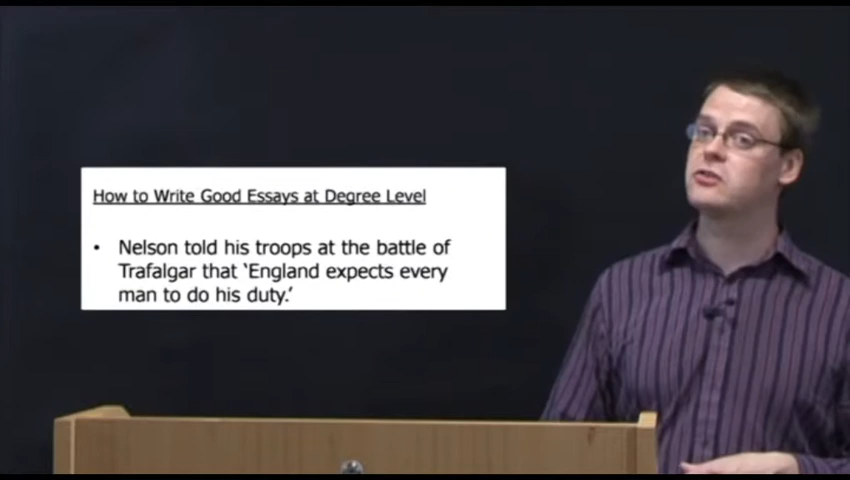 How to Write Good Essays at Degree Level
• Nelson told his troops at the battle of
Trafalgar that ‘England expects every
man to do his duty.’